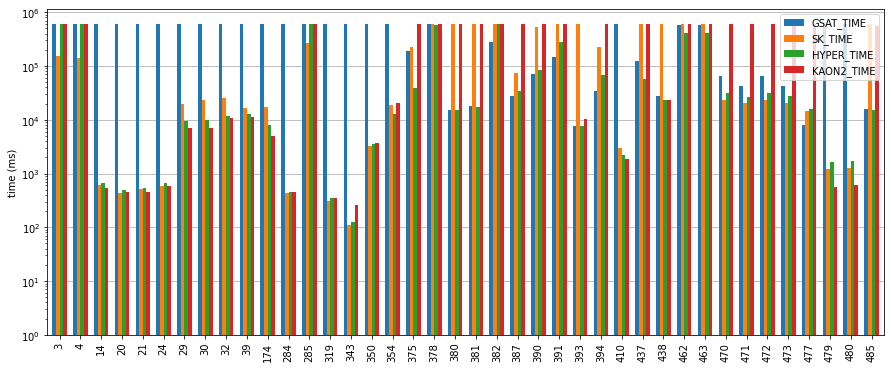 10⁶
10⁵
10⁴
10³
10²
10¹
10⁰
time (ms)
GSAT_TIME
SK_TIME
HYPER_TIME
KAON2_TIME
3 4 14 20 21 24 29 30 32 39 174 284 285 319 343 350 354 375 378 380 381 382 387 390 391 393 394 410 437 438 462 463 470 471 472 473 477 479 480 485